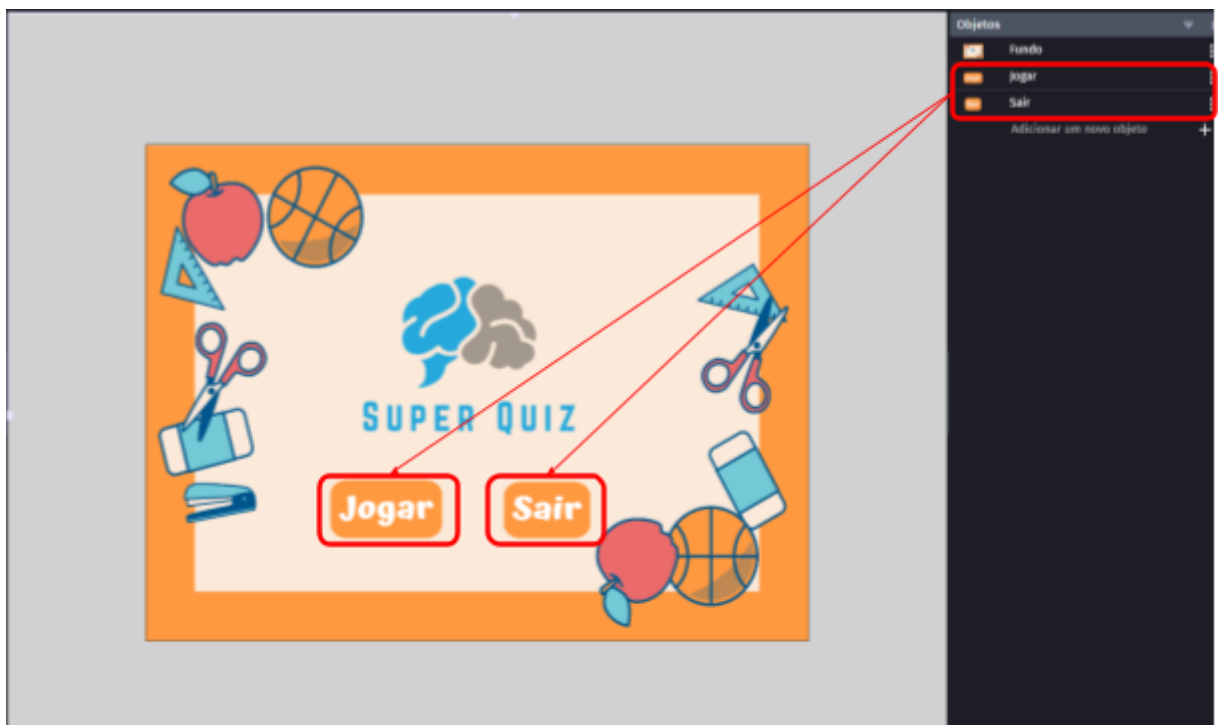 Objetos
Fundo
Jogar
Sair
Adicionar um novo objeto +
SUPER QUIZ
Jogar
Sair